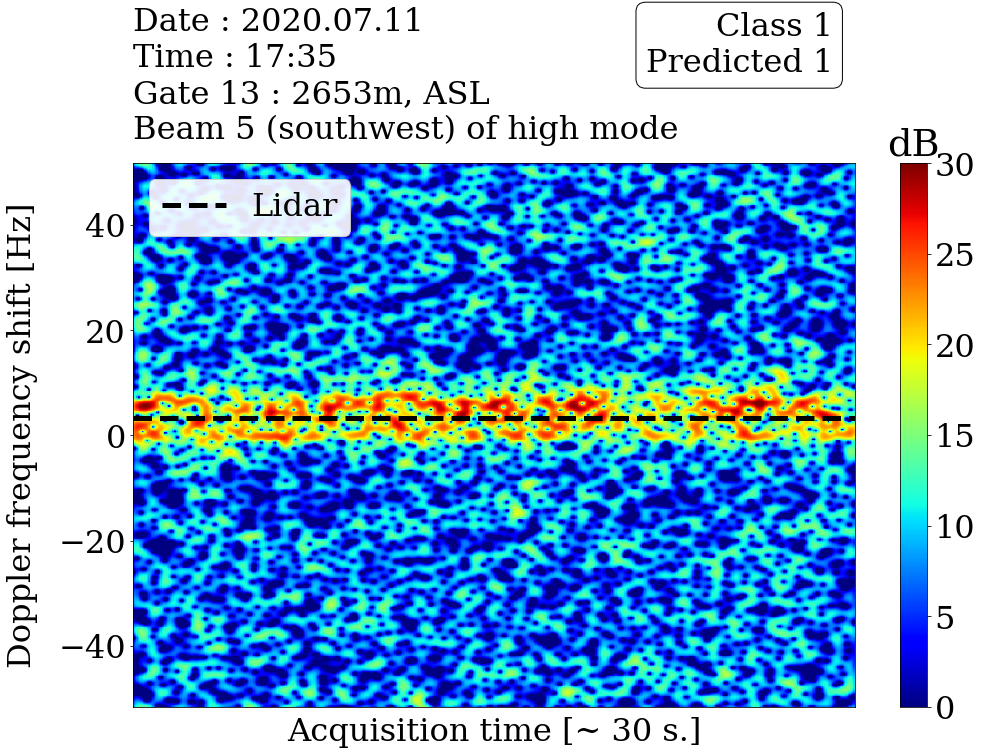 Date : 2020.07.11
Time : 17:35
Gate 13 : 2653m, ASL
Beam 5 (southwest) of high mode
Class 1
Predicted 1
dB
30
25
20
15
10
5
0
Lidar
Doppler frequency shift [Hz]
40
20
0
−20
−40
Acquisition time [~ 30 s.]